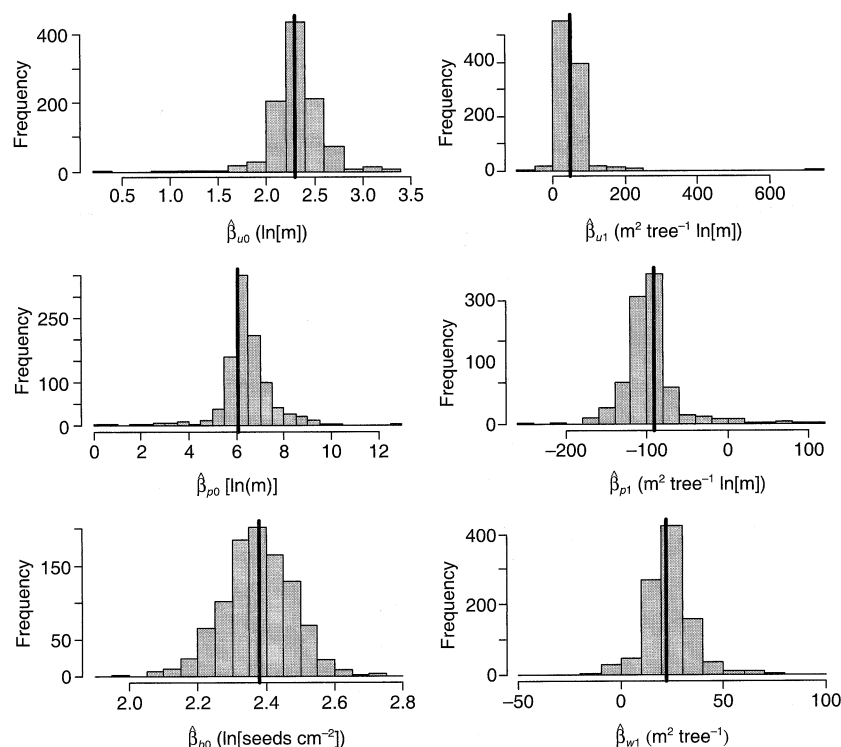 Frequency
400
200
0
0.5 1.0 1.5 2.0 2.5 3.0 3.5
β̂u0 (ln[m])
Frequency
400
200
0
0 200 400 600
β̂u1 (m² tree⁻¹ ln[m])
Frequency
250
100
0
0 2 4 6 8 10 12
β̂p0 [ln(m)]
Frequency
300
100
0
−200 −100 0 100
β̂p1 (m² tree⁻¹ ln[m])
Frequency
150
50
0
2.0 2.2 2.4 2.6 2.8
β̂b0 (ln[seeds cm⁻²])
Frequency
400
200
0
−50 0 50 100
β̂w1 (m² tree⁻¹)